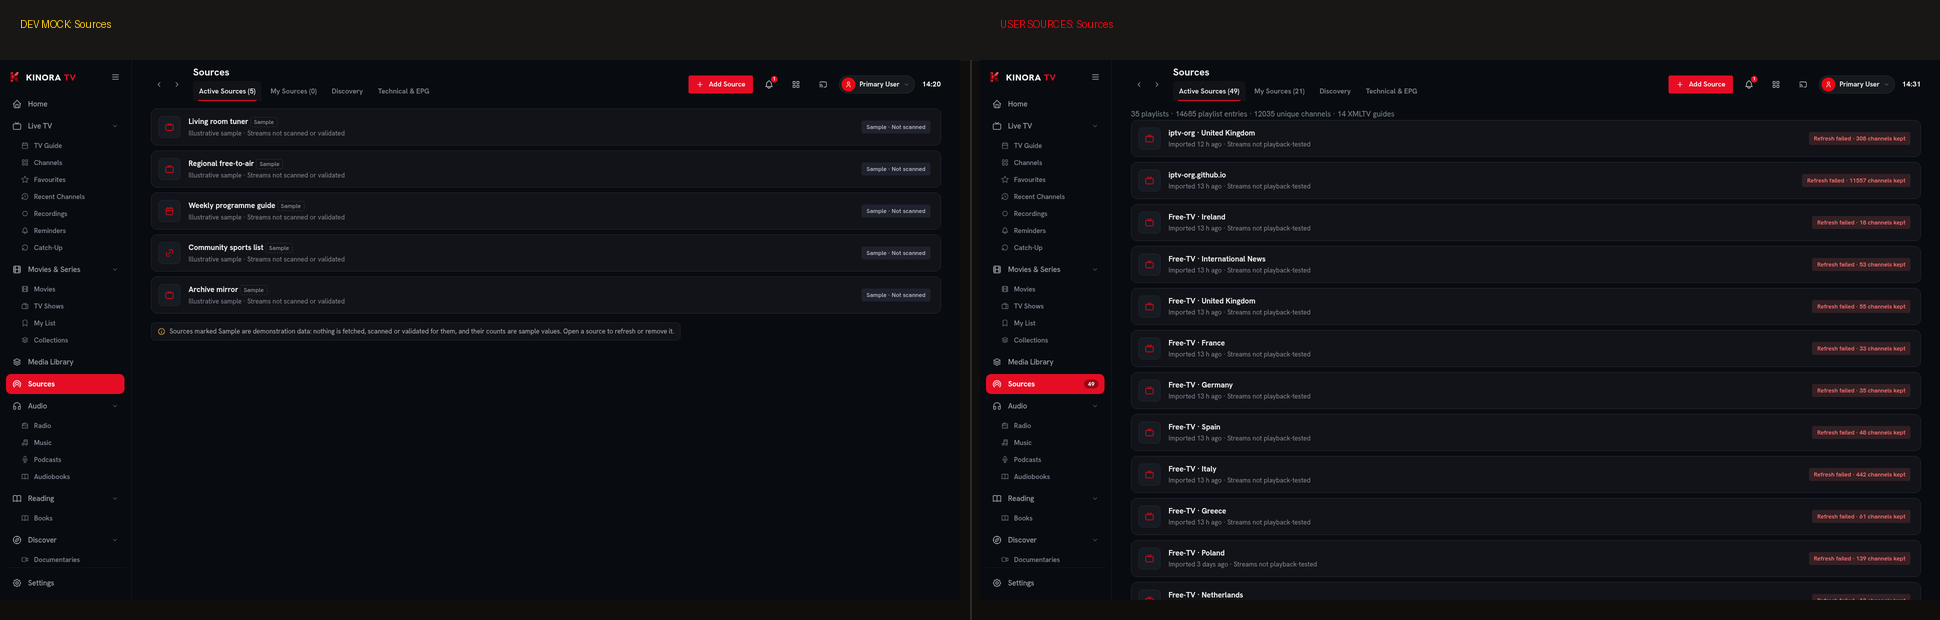 DEV MOCK: Sources
KINORA TV
Home
Live TV
TV Guide
Channels
Favourites
Recent Channels
Recordings
Reminders
Catch-Up
Movies & Series
Movies
TV Shows
My List
Collections
Media Library
Sources
Audio
Radio
Music
Podcasts
Audiobooks
Reading
Books
Discover
Documentaries
Settings
Sources
Active Sources (5) My Sources (0) Discovery Technical & EPG
+ Add Source 1 Primary User 14:20
Living room tuner Sample
Illustrative sample · Streams not scanned or validated
Sample · Not scanned
Regional free-to-air Sample
Illustrative sample · Streams not scanned or validated
Sample · Not scanned
Weekly programme guide Sample
Illustrative sample · Streams not scanned or validated
Sample · Not scanned
Community sports list Sample
Illustrative sample · Streams not scanned or validated
Sample · Not scanned
Archive mirror Sample
Illustrative sample · Streams not scanned or validated
Sample · Not scanned
Sources marked Sample are demonstration data: nothing is fetched, scanned or validated for them, and their counts are sample values. Open a source to refresh or remove it.
USER SOURCES: Sources
KINORA TV
Home
Live TV
TV Guide
Channels
Favourites
Recent Channels
Recordings
Reminders
Catch-Up
Movies & Series
Movies
TV Shows
My List
Collections
Media Library
Sources 49
Audio
Radio
Music
Podcasts
Audiobooks
Reading
Books
Discover
Documentaries
Settings
Sources
Active Sources (49) My Sources (21) Discovery Technical & EPG
+ Add Source 1 Primary User 14:31
35 playlists · 14685 playlist entries · 12035 unique channels · 14 XMLTV guides
iptv-org · United Kingdom
Imported 12 h ago · Streams not playback-tested
Refresh failed · 308 channels kept
iptv-org.github.io
Imported 13 h ago · Streams not playback-tested
Refresh failed · 11557 channels kept
Free-TV · Ireland
Imported 13 h ago · Streams not playback-tested
Refresh failed · 18 channels kept
Free-TV · International News
Imported 13 h ago · Streams not playback-tested
Refresh failed · 53 channels kept
Free-TV · United Kingdom
Imported 13 h ago · Streams not playback-tested
Refresh failed · 55 channels kept
Free-TV · France
Imported 13 h ago · Streams not playback-tested
Refresh failed · 33 channels kept
Free-TV · Germany
Imported 13 h ago · Streams not playback-tested
Refresh failed · 35 channels kept
Free-TV · Spain
Imported 13 h ago · Streams not playback-tested
Refresh failed · 48 channels kept
Free-TV · Italy
Imported 13 h ago · Streams not playback-tested
Refresh failed · 442 channels kept
Free-TV · Greece
Imported 13 h ago · Streams not playback-tested
Refresh failed · 61 channels kept
Free-TV · Poland
Imported 3 days ago · Streams not playback-tested
Refresh failed · 139 channels kept
Free-TV · Netherlands